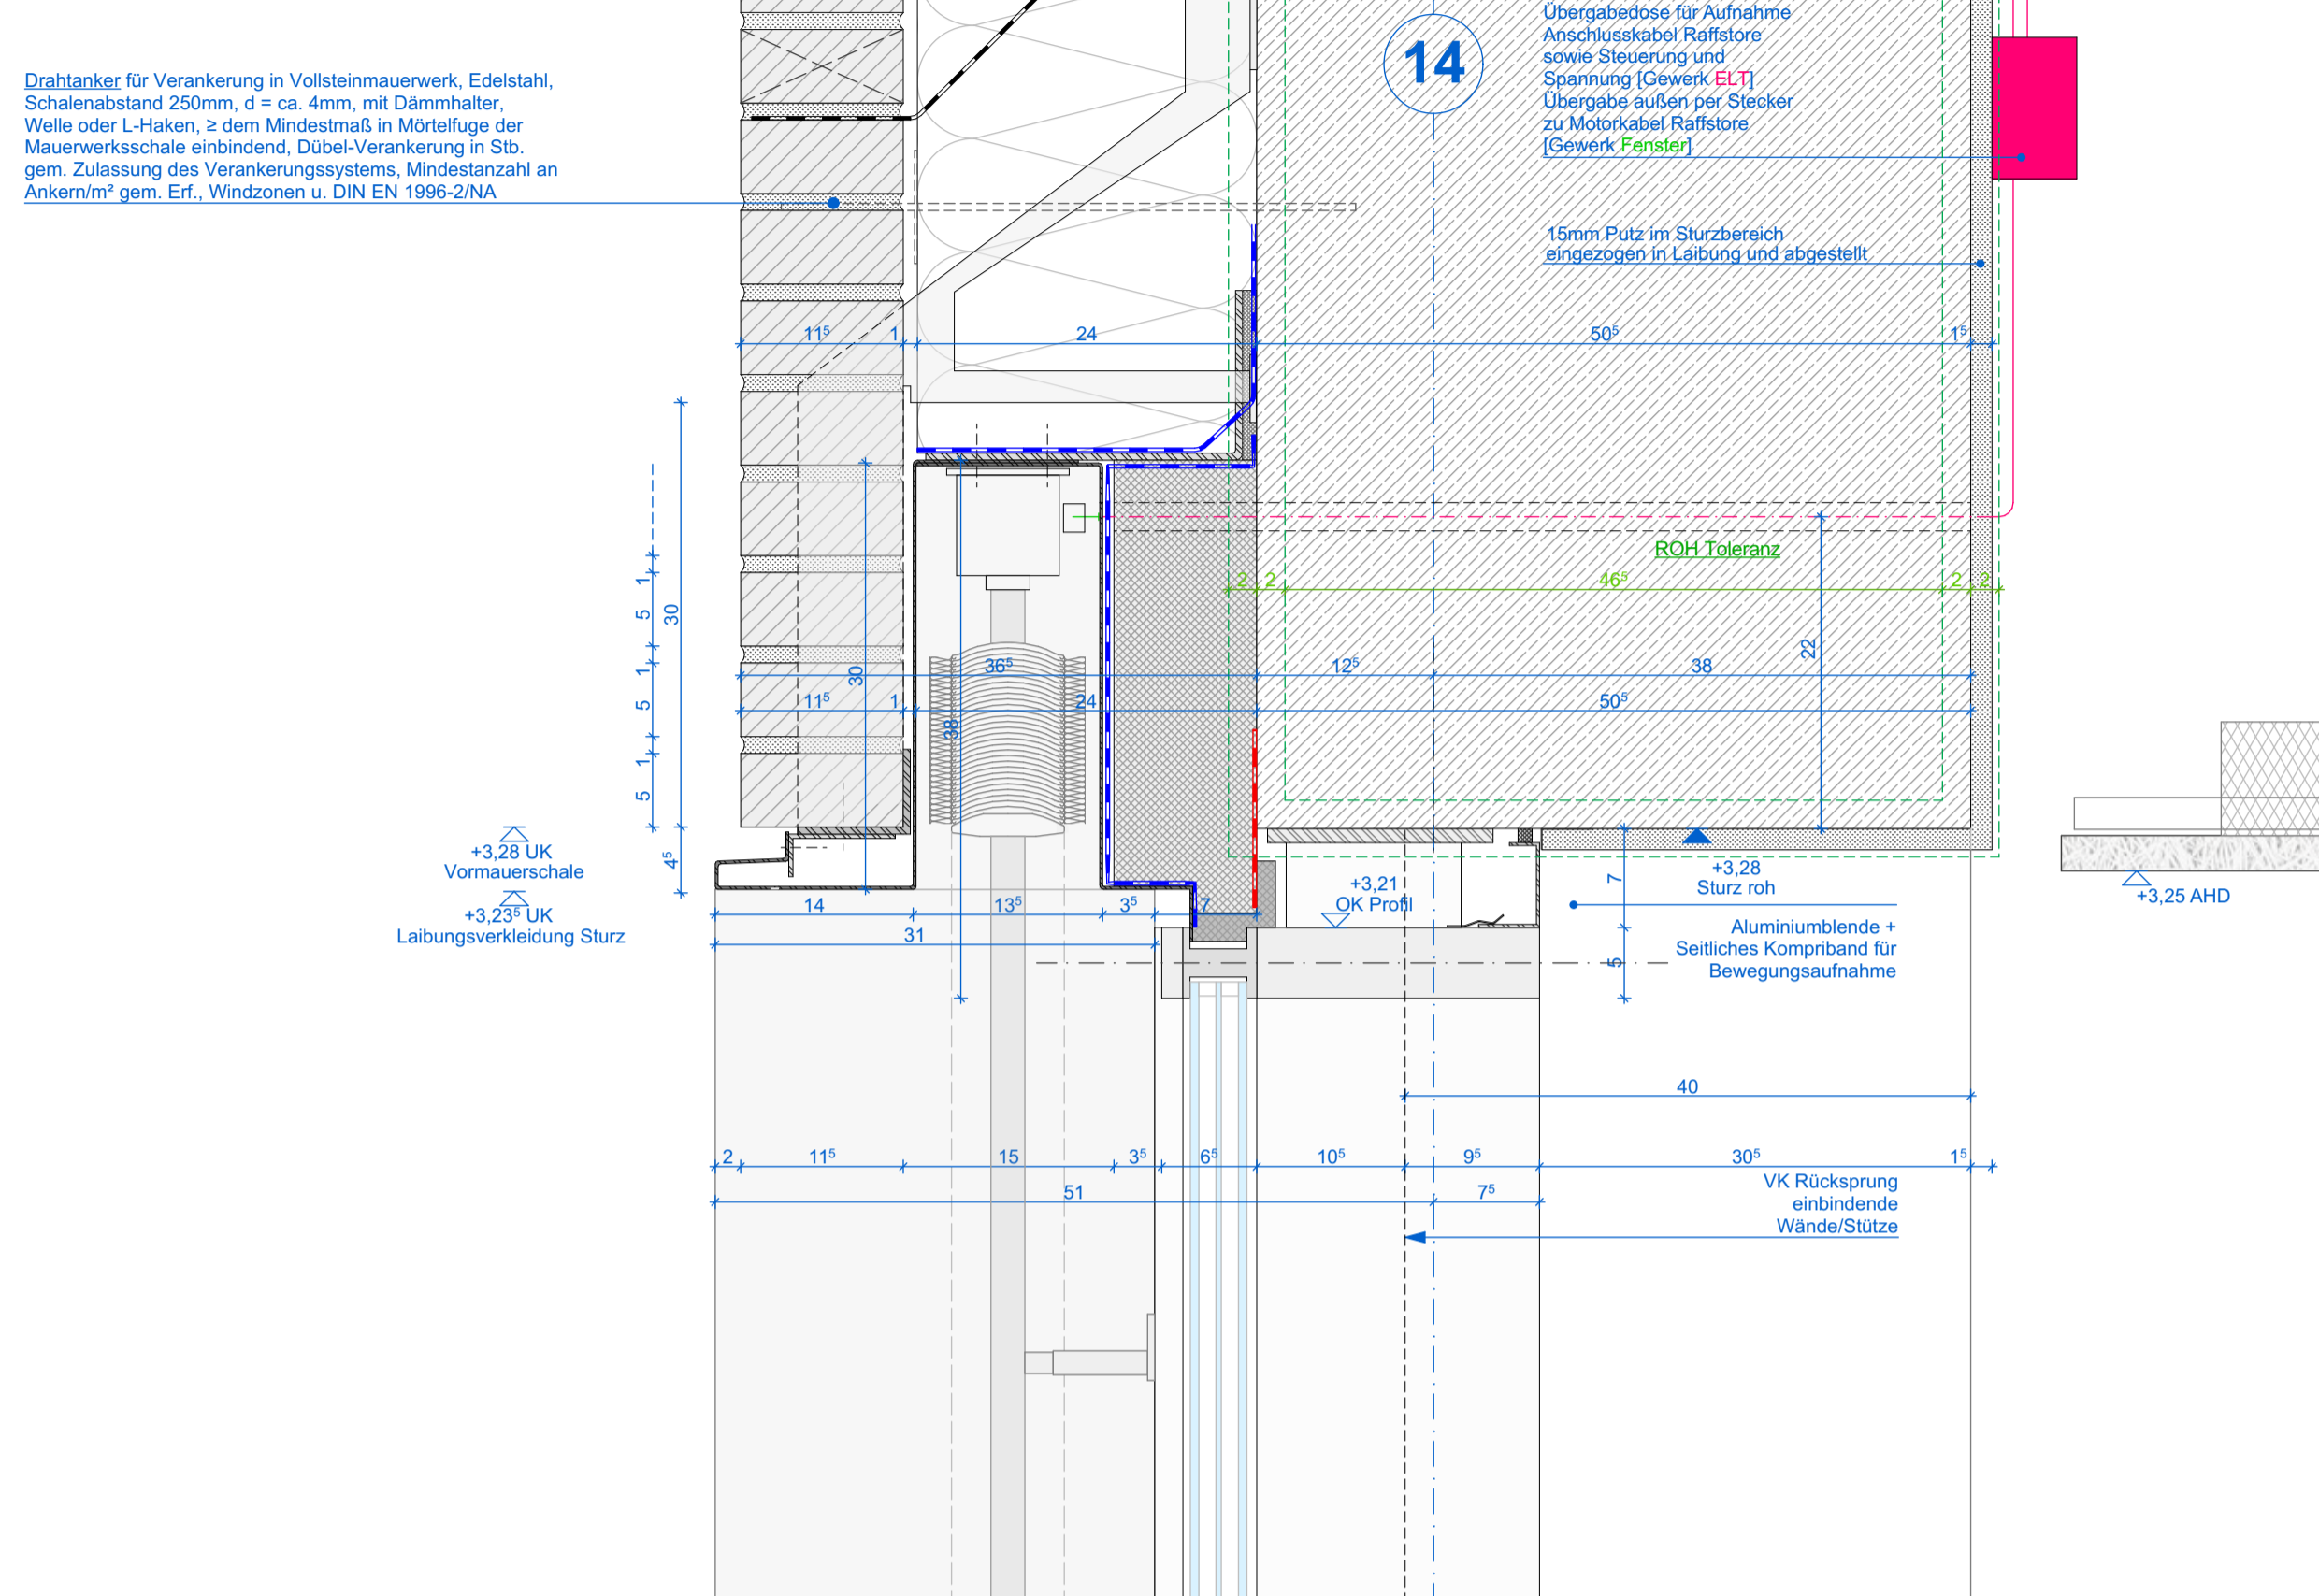 Drahtanker für Verankerung in Vollsteinmauerwerk, Edelstahl,
Schalenabstand 250mm, d = ca. 4mm, mit Dämmhalter,
Welle oder L-Haken, ≥ dem Mindestmaß in Mörtelfuge der
Mauerwerksschale einbindend, Dübel-Verankerung in Stb.
gem. Zulassung des Verankerungssystems, Mindestanzahl an
Ankern/m² gem. Erf., Windzonen u. DIN EN 1996-2/NA
14
Übergabedose für Aufnahme
Anschlusskabel Raffstore
sowie Steuerung und
Spannung [Gewerk ELT]
Übergabe außen per Stecker
zu Motorkabel Raffstore
[Gewerk Fenster]
15mm Putz im Sturzbereich
eingezogen in Laibung und abgestellt
11⁵ 1 24 50⁵ 1⁵
ROH Toleranz
2 2 46⁵ 2 2
1
5
1
5
1
5
30
4⁵
30
38
22
36⁵ 12⁵ 38
11⁵ 1 24 50⁵
+3,28 UK
Vormauerschale
+3,23⁵ UK
Laibungsverkleidung Sturz
14 13⁵ 3⁵ 7
31
+3,21
OK Profil
7
5
+3,28
Sturz roh
+3,25 AHD
Aluminiumblende +
Seitliches Kompriband für
Bewegungsaufnahme
40
2 11⁵ 15 3⁵ 6⁵ 10⁵ 9⁵ 30⁵ 1⁵
51 7⁵
VK Rücksprung
einbindende
Wände/Stütze